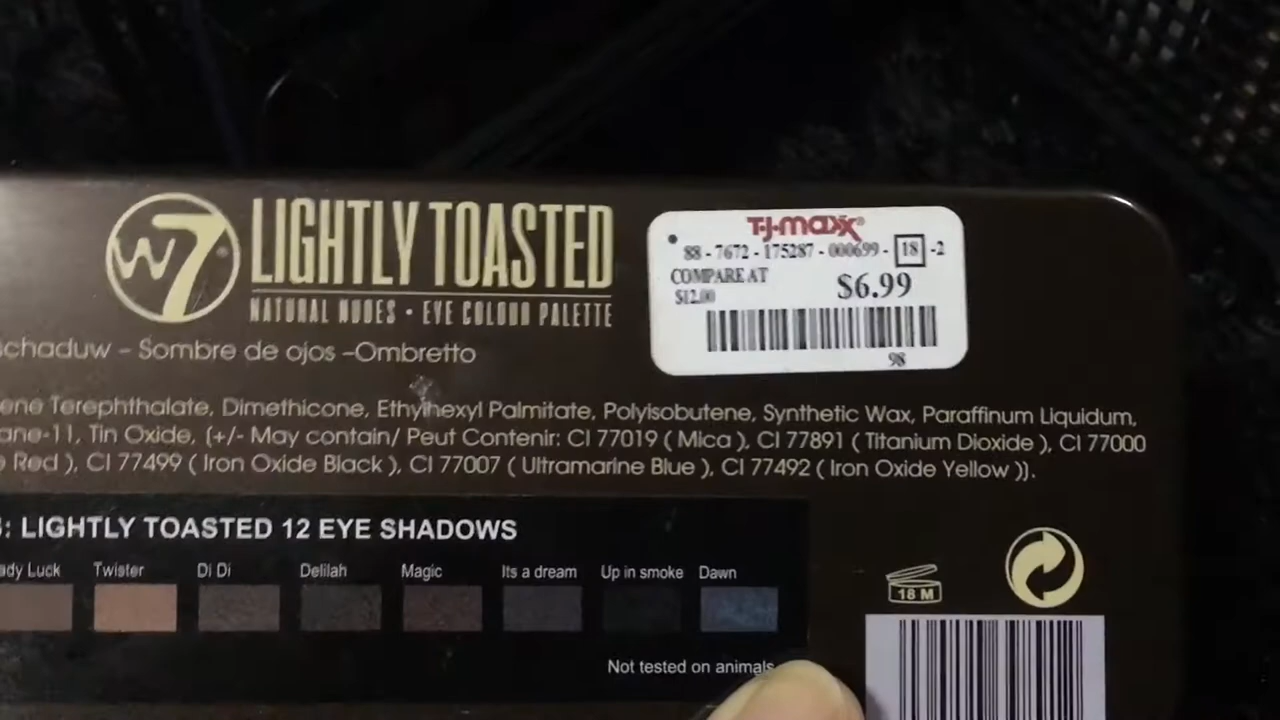 W7 LIGHTLY TOASTED
NATURAL NUDES • EYE COLOUR PALETTE
T·J·maxx®
88 - 7672 - 175287 - 000699 - 18 -2
COMPARE AT
$12.00
$6.99
98
chaduw – Sombre de ojos –Ombretto
ene Terephthalate, Dimethicone, Ethylhexyl Palmitate, Polyisobutene, Synthetic Wax, Paraffinum Liquidum,
ane-11, Tin Oxide, (+/- May contain/ Peut Contenir: CI 77019 ( Mica ), CI 77891 ( Titanium Dioxide ), CI 77000
Red ), CI 77499 ( Iron Oxide Black ), CI 77007 ( Ultramarine Blue ), CI 77492 ( Iron Oxide Yellow )).
: LIGHTLY TOASTED 12 EYE SHADOWS
ady Luck Twister Di Di Delilah Magic Its a dream Up in smoke Dawn
18 M
Not tested on animals